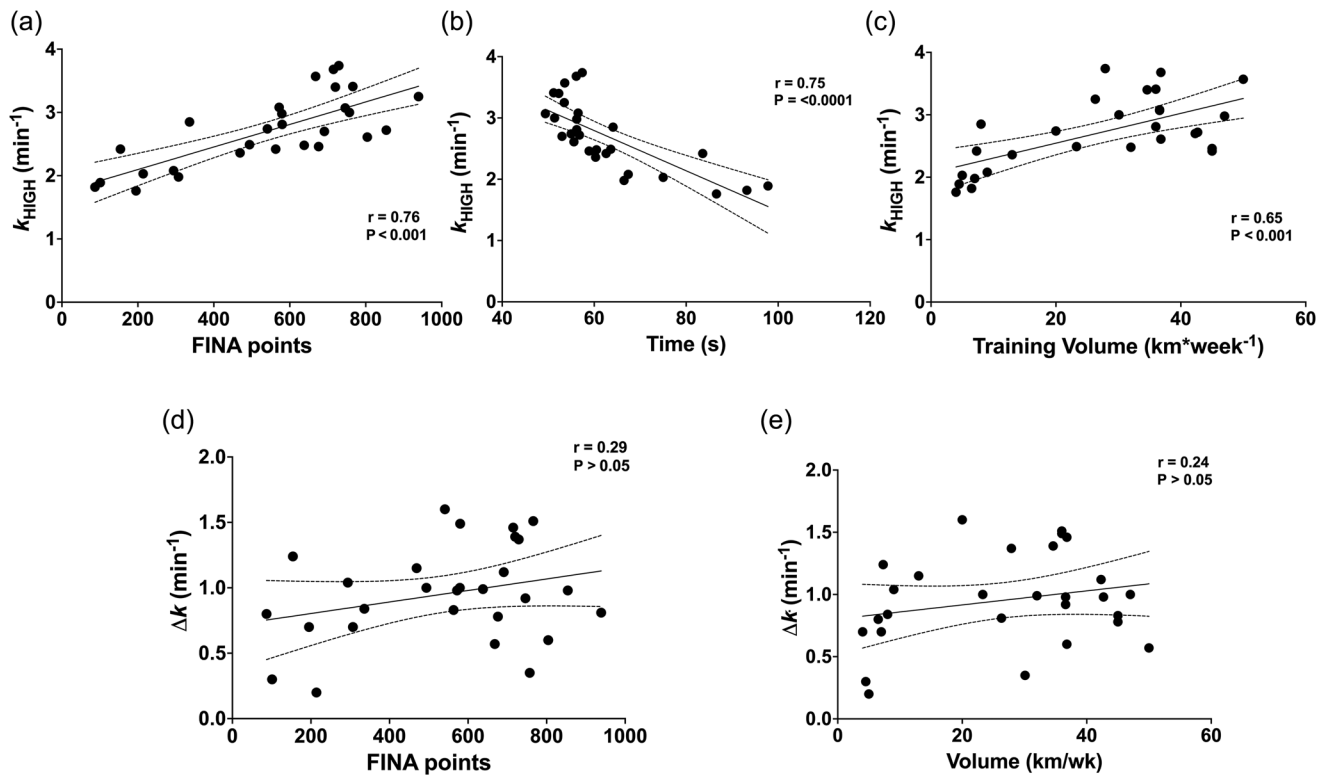 (a)
4
3
2
1
0
200
400
600
800
1000
k_HIGH (min⁻¹)
FINA points
r = 0.76
P < 0.001
(b)
4
3
2
1
0
40
60
80
100
120
k_HIGH (min⁻¹)
Time (s)
r = 0.75
P = <0.0001
(c)
4
3
2
1
0
0
20
40
60
k_HIGH (min⁻¹)
Training Volume (km*week⁻¹)
r = 0.65
P < 0.001
(d)
2.0
1.5
1.0
0.5
0.0
0
200
400
600
800
1000
Δk (min⁻¹)
FINA points
r = 0.29
P > 0.05
(e)
2.0
1.5
1.0
0.5
0.0
0
20
40
60
Δk (min⁻¹)
Volume (km/wk)
r = 0.24
P > 0.05